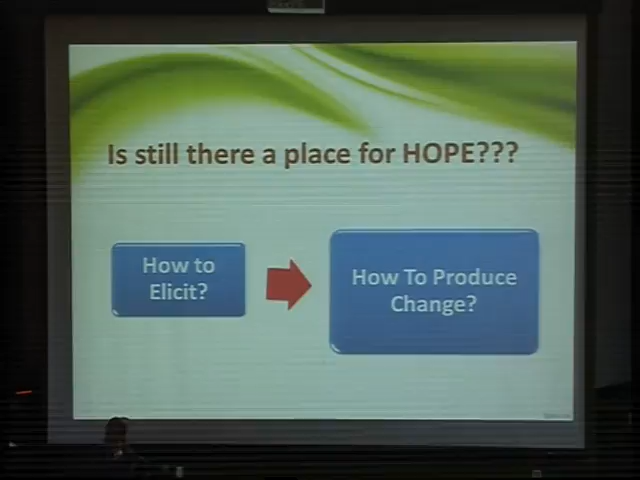 Is still there a place for HOPE???
How to
Elicit?
How To Produce
Change?